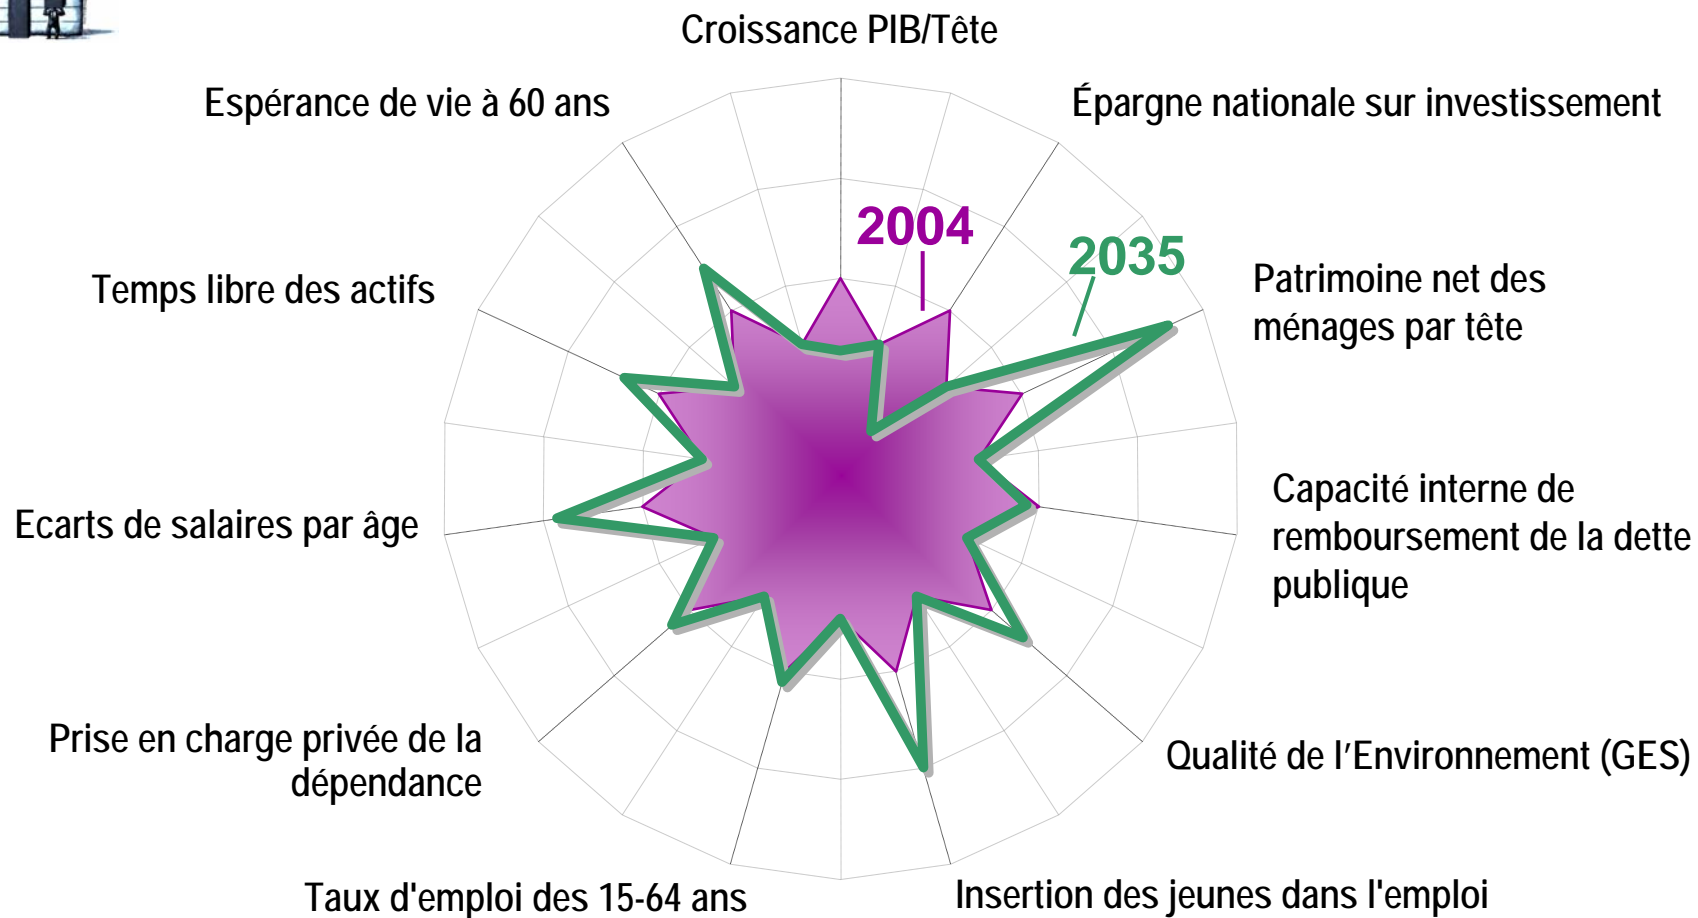 Croissance PIB/Tête
Espérance de vie à 60 ans
Épargne nationale sur investissement
2004
2035
Temps libre des actifs
Patrimoine net des
ménages par tête
Ecarts de salaires par âge
Capacité interne de
remboursement de la dette
publique
Prise en charge privée de la
dépendance
Qualité de l'Environnement (GES)
Taux d'emploi des 15-64 ans
Insertion des jeunes dans l'emploi